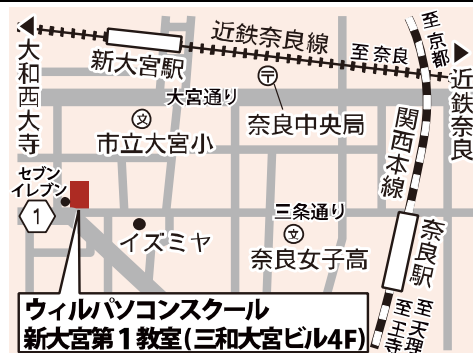 近鉄奈良線
至 奈良
至京都
新大宮駅
大和西大寺
近鉄奈良
大宮通り
〒
奈良中央局
文
市立大宮小
関西本線
セブン
イレブン
1
三条通り
イズミヤ
文
奈良女子高
奈良駅
ウィルパソコンスクール
新大宮第1教室(三和大宮ビル4F)
至王寺
至天理